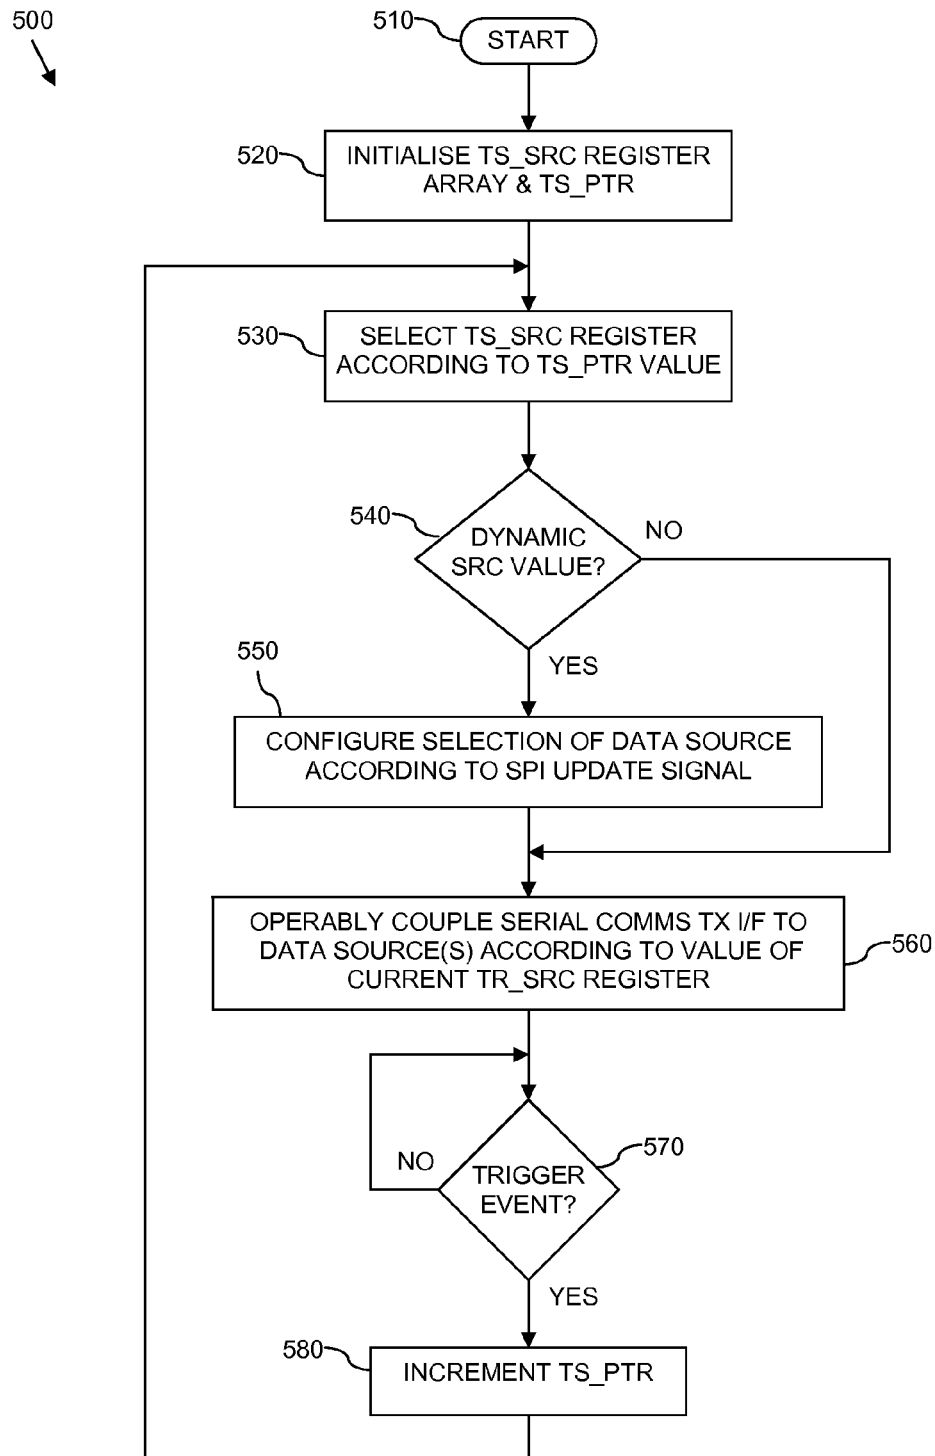 500
510
START
520
INITIALISE TS_SRC REGISTER
ARRAY & TS_PTR
530
SELECT TS_SRC REGISTER
ACCORDING TO TS_PTR VALUE
540
DYNAMIC
SRC VALUE?
NO
YES
550
CONFIGURE SELECTION OF DATA SOURCE
ACCORDING TO SPI UPDATE SIGNAL
OPERABLY COUPLE SERIAL COMMS TX I/F TO
DATA SOURCE(S) ACCORDING TO VALUE OF
CURRENT TR_SRC REGISTER
560
570
NO
TRIGGER
EVENT?
YES
580
INCREMENT TS_PTR